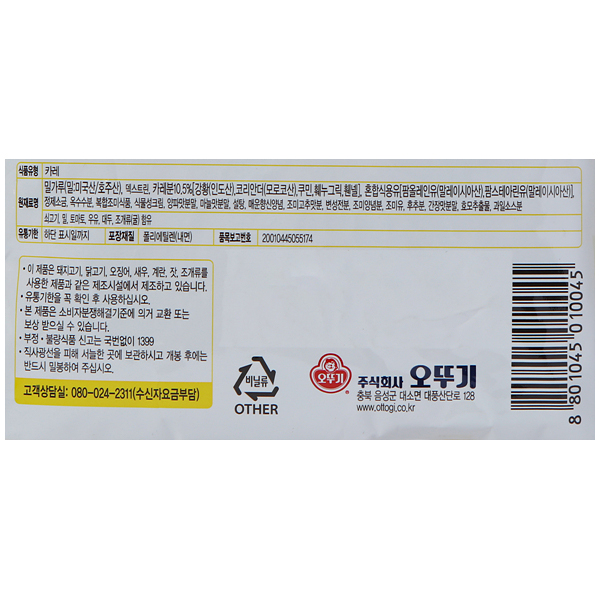 식품유형 카레
원재료명 밀가루(밀:미국산/호주산), 덱스트린, 카레분10.5%[강황(인도산),코리안더(모로코산),쿠민,훼누그릭,휀넬], 혼합식용유[팜올레인유(말레이시아산),팜스테아린유(말레이시아산)],
정제소금, 옥수수분, 복합조미식품, 식물성크림, 양파맛분말, 마늘맛분말, 설탕, 매운향신양념, 조미고추맛분, 변성전분, 조미양념분, 조미유, 후추분, 간장맛분말, 효모추출물, 과일소스분
쇠고기, 밀, 토마토, 우유, 대두, 조개류(굴) 함유
유통기한 하단 표시일까지 포장재질 폴리에틸렌(내면) 품목보고번호 20010445055174
• 이 제품은 돼지고기, 닭고기, 오징어, 새우, 계란, 잣, 조개류를
사용한 제품과 같은 제조시설에서 제조하고 있습니다.
• 유통기한을 꼭 확인 후 사용하십시오.
• 본 제품은 소비자분쟁해결기준에 의거 교환 또는
보상 받으실 수 있습니다.
• 부정 · 불량식품 신고는 국번없이 1399
• 직사광선을 피해 서늘한 곳에 보관하시고 개봉 후에는
반드시 밀봉하여 주십시오.
고객상담실: 080-024-2311(수신자요금부담)
비닐류
OTHER
오뚜기
®
주식회사 오뚜기
충북 음성군 대소면 대풍산단로 128
www.ottogi.co.kr
8 801045 010045